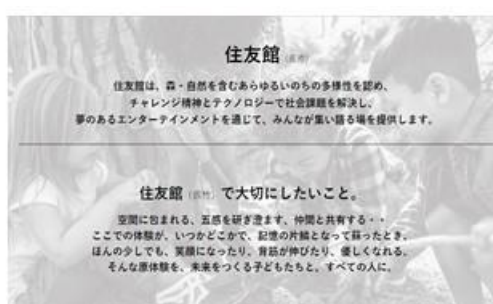 住友館(仮称)
住友館は、森・自然を含むあらゆるいのちの多様性を認め、
チャレンジ精神とテクノロジーで社会課題を解決し、
夢のあるエンターテインメントを通じて、みんなが集い語る場を提供します。
住友館(仮称)で大切にしたいこと。
空間に包まれる、五感を研ぎ澄ます、仲間と共有する・・
ここでの体験が、いつかどこかで、記憶の片鱗となって蘇ったとき、
ほんの少しでも、笑顔になったり、背筋が伸びたり、優しくなれる。
そんな原体験を、未来をつくる子どもたちと、すべての人に。